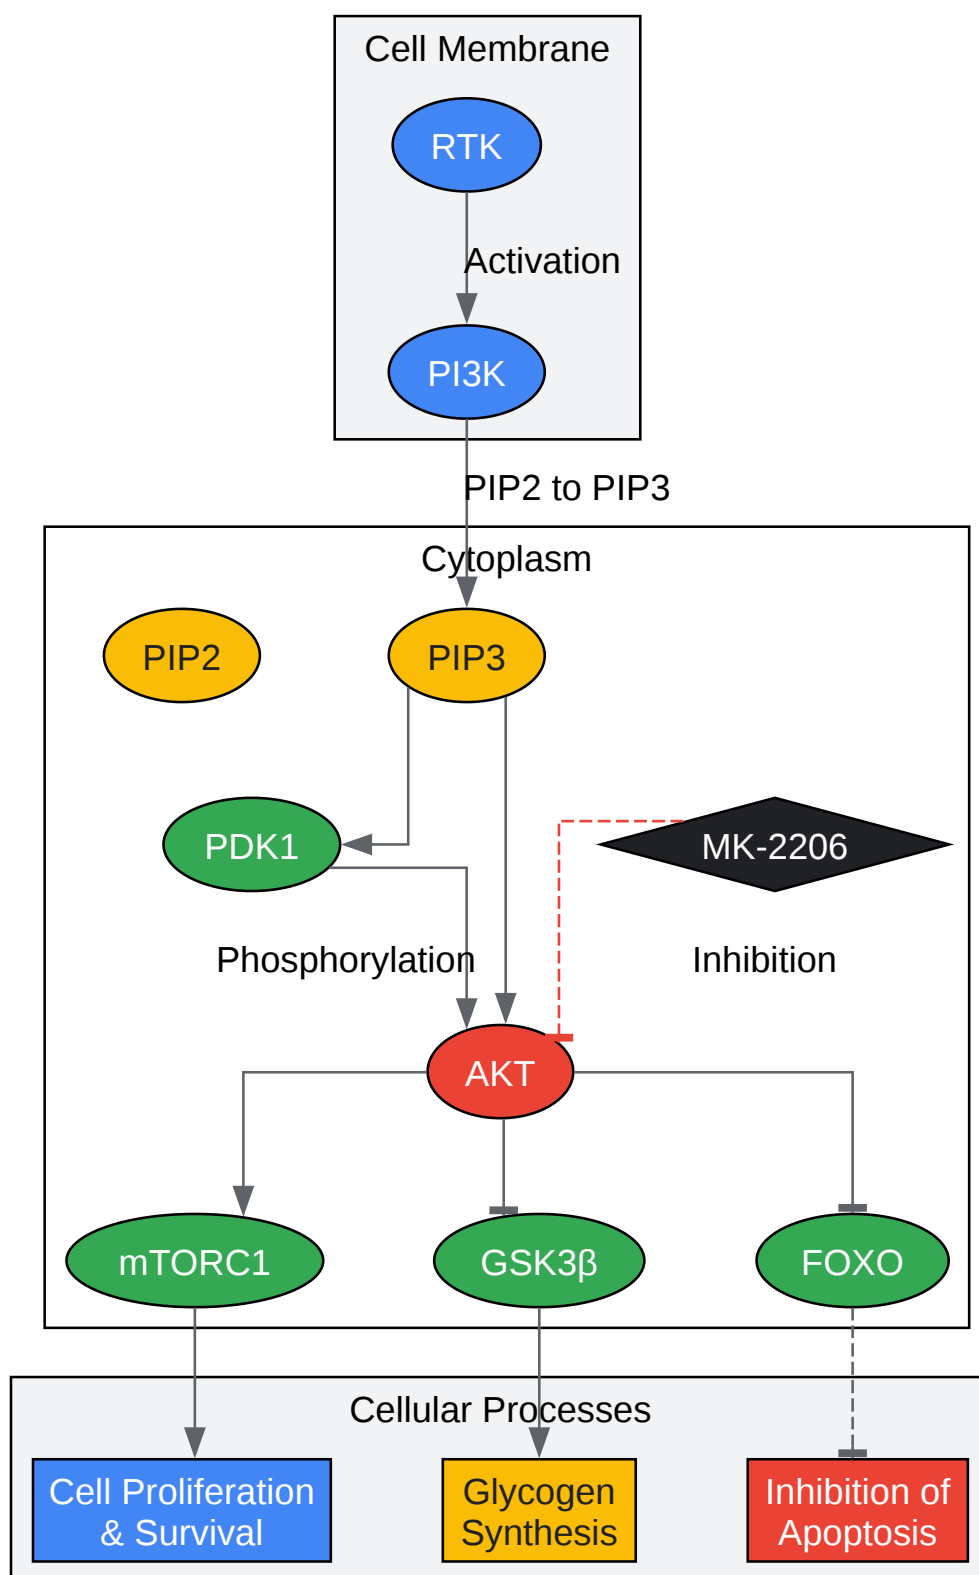 Cell Membrane
RTK
Activation
PI3K
PIP2 to PIP3
Cytoplasm
PIP2
PIP3
PDK1
MK-2206
Phosphorylation
Inhibition
AKT
mTORC1
GSK3β
FOXO
Cellular Processes
Cell Proliferation
& Survival
Glycogen
Synthesis
Inhibition of
Apoptosis